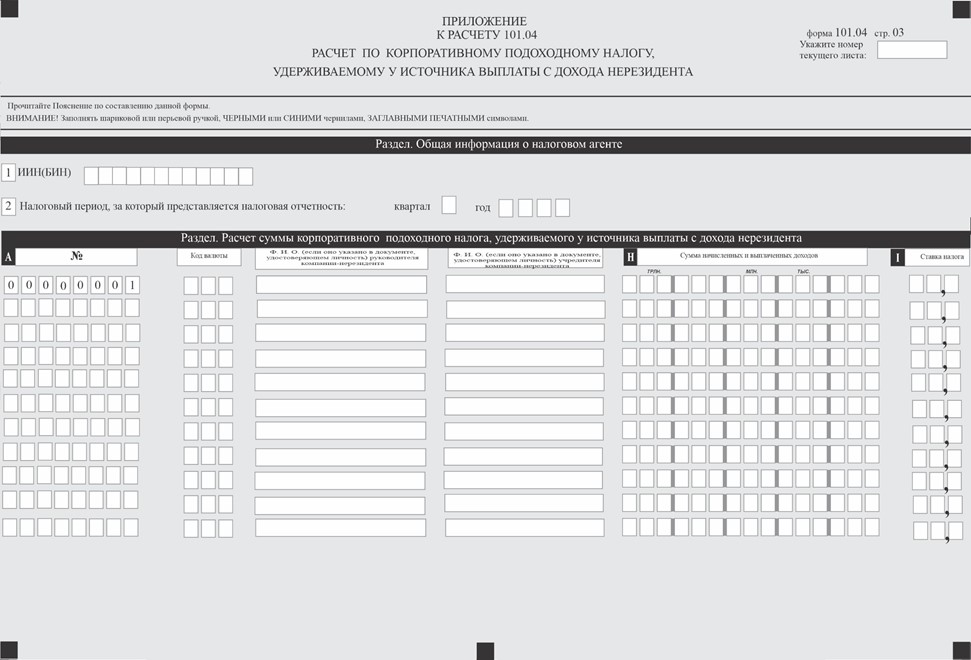 ПРИЛОЖЕНИЕ
К РАСЧЕТУ 101.04
РАСЧЕТ ПО КОРПОРАТИВНОМУ ПОДОХОДНОМУ НАЛОГУ,
УДЕРЖИВАЕМОМУ У ИСТОЧНИКА ВЫПЛАТЫ С ДОХОДА НЕРЕЗИДЕНТА
форма 101.04 стр. 03
Укажите номер
текущего листа:
Прочитайте Пояснение по составлению данной формы.
ВНИМАНИЕ! Заполнять шариковой или перьевой ручкой, ЧЕРНЫМИ или СИНИМИ чернилами, ЗАГЛАВНЫМИ ПЕЧАТНЫМИ символами.
Раздел. Общая информация о налоговом агенте
1 ИИН(БИН)
2 Налоговый период, за который представляется налоговая отчетность: квартал год
Раздел. Расчет суммы корпоративного подоходного налога, удерживаемого у источника выплаты с дохода нерезидента
A №
Код валюты
Ф. И. О. (если оно указано в документе,
удостоверяющем личность) руководителя
компании-нерезидента
Ф. И. О. (если оно указано в документе,
удостоверяющем личность) учредителя
компании-нерезидента
H Сумма начисленных и выплаченных доходов
I Ставка налога
ТРЛН. МЛН. ТЫС.
0 0 0 0 0 0 0 1 ,
,
,
,
,
,
,
,
,
,
,